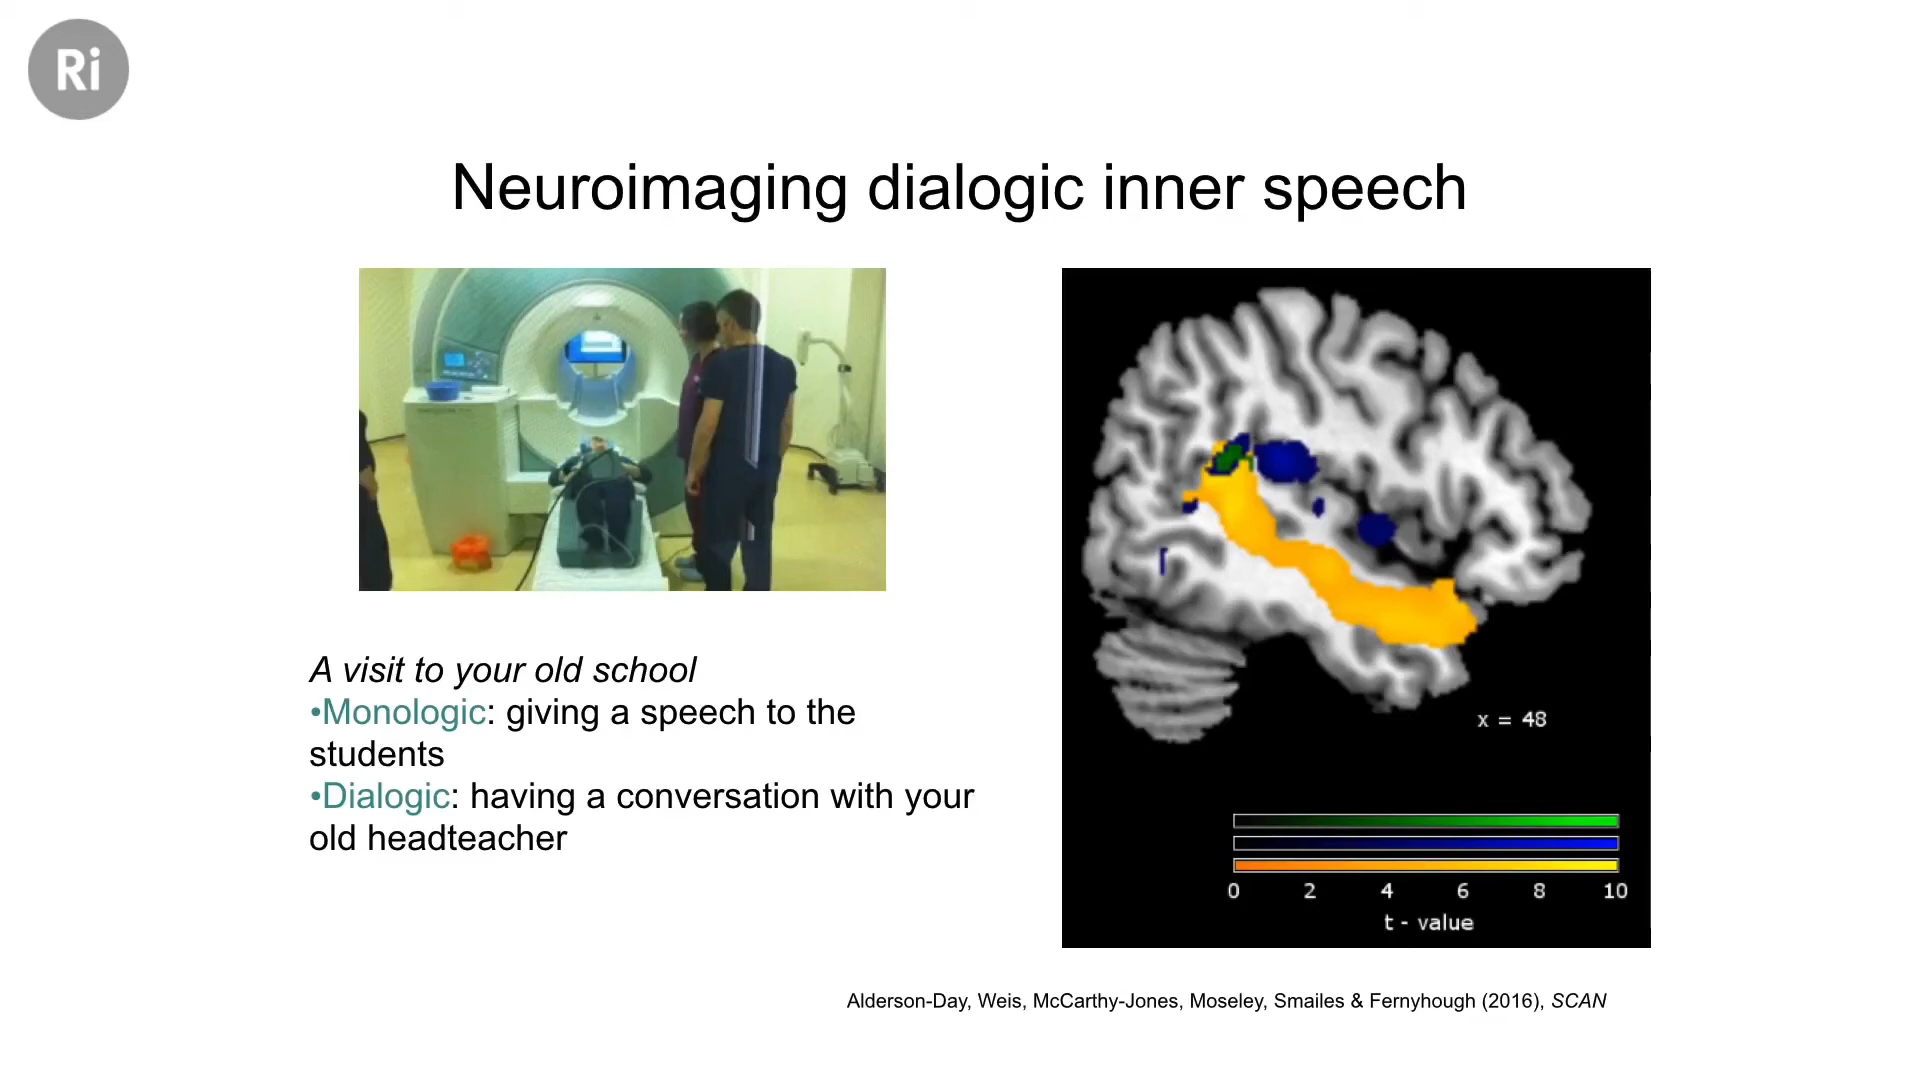 Ri
Neuroimaging dialogic inner speech
A visit to your old school
•Monologic: giving a speech to the
students
•Dialogic: having a conversation with your
old headteacher
x = 48
0 2 4 6 8 10
t - value
Alderson-Day, Weis, McCarthy-Jones, Moseley, Smailes & Fernyhough (2016), SCAN